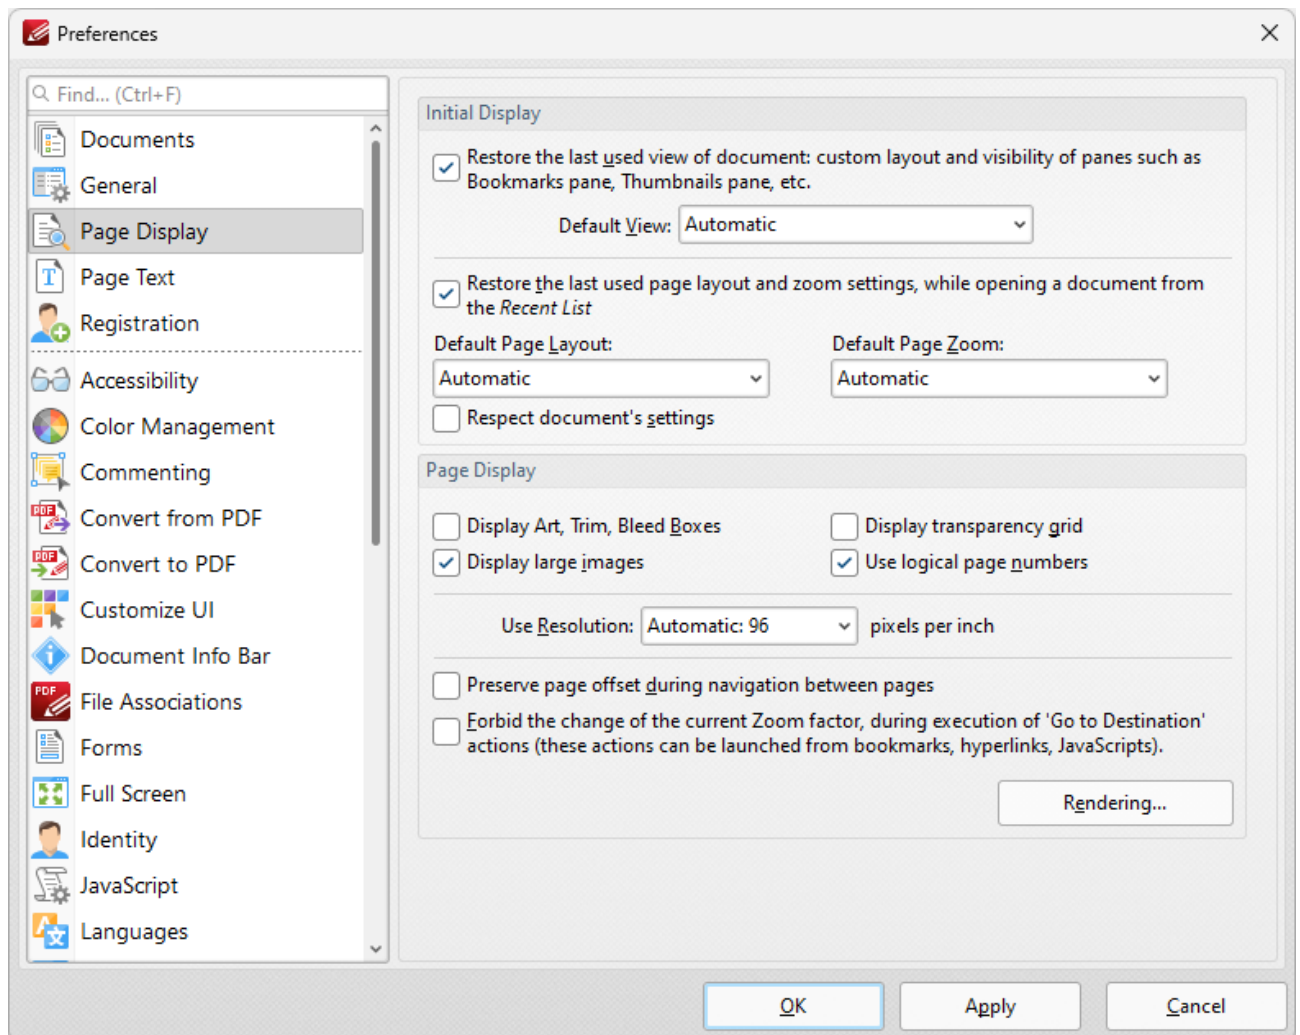 Preferences
Find... (Ctrl+F)
Documents
General
Page Display
Page Text
Registration
Accessibility
Color Management
Commenting
PDF
Convert from PDF
PDF
Convert to PDF
Customize UI
Document Info Bar
PDF
File Associations
Forms
Full Screen
Identity
JavaScript
Languages
Initial Display
Restore the last used view of document: custom layout and visibility of panes such as
Bookmarks pane, Thumbnails pane, etc.
Default View: Automatic
Restore the last used page layout and zoom settings, while opening a document from
the Recent List
Default Page Layout: Default Page Zoom:
Automatic Automatic
Respect document's settings
Page Display
Display Art, Trim, Bleed Boxes Display transparency grid
Display large images Use logical page numbers
Use Resolution: Automatic: 96 pixels per inch
Preserve page offset during navigation between pages
Forbid the change of the current Zoom factor, during execution of 'Go to Destination'
actions (these actions can be launched from bookmarks, hyperlinks, JavaScripts).
Rendering...
OK Apply Cancel